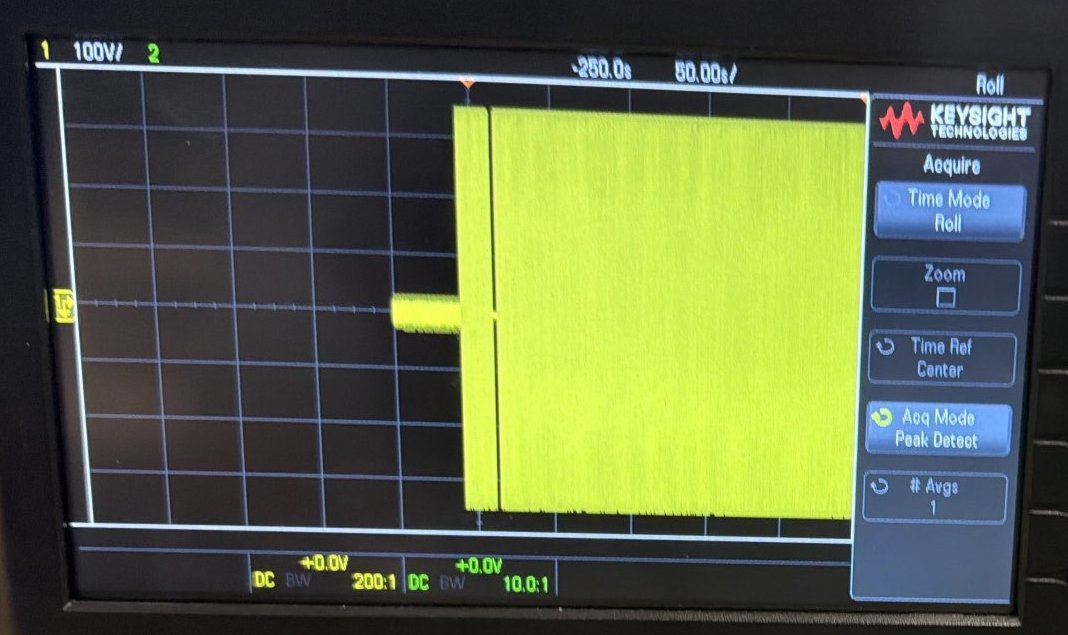 1 100V/ 2 -250.0s 50.00s/ Roll
KEYSIGHT
TECHNOLOGIES
Acquire
Time Mode
Roll
Zoom
Time Ref
Center
Acq Mode
Peak Detect
# Avgs
1
+0.0V +0.0V
DC BW 200:1 DC BW 10.0:1